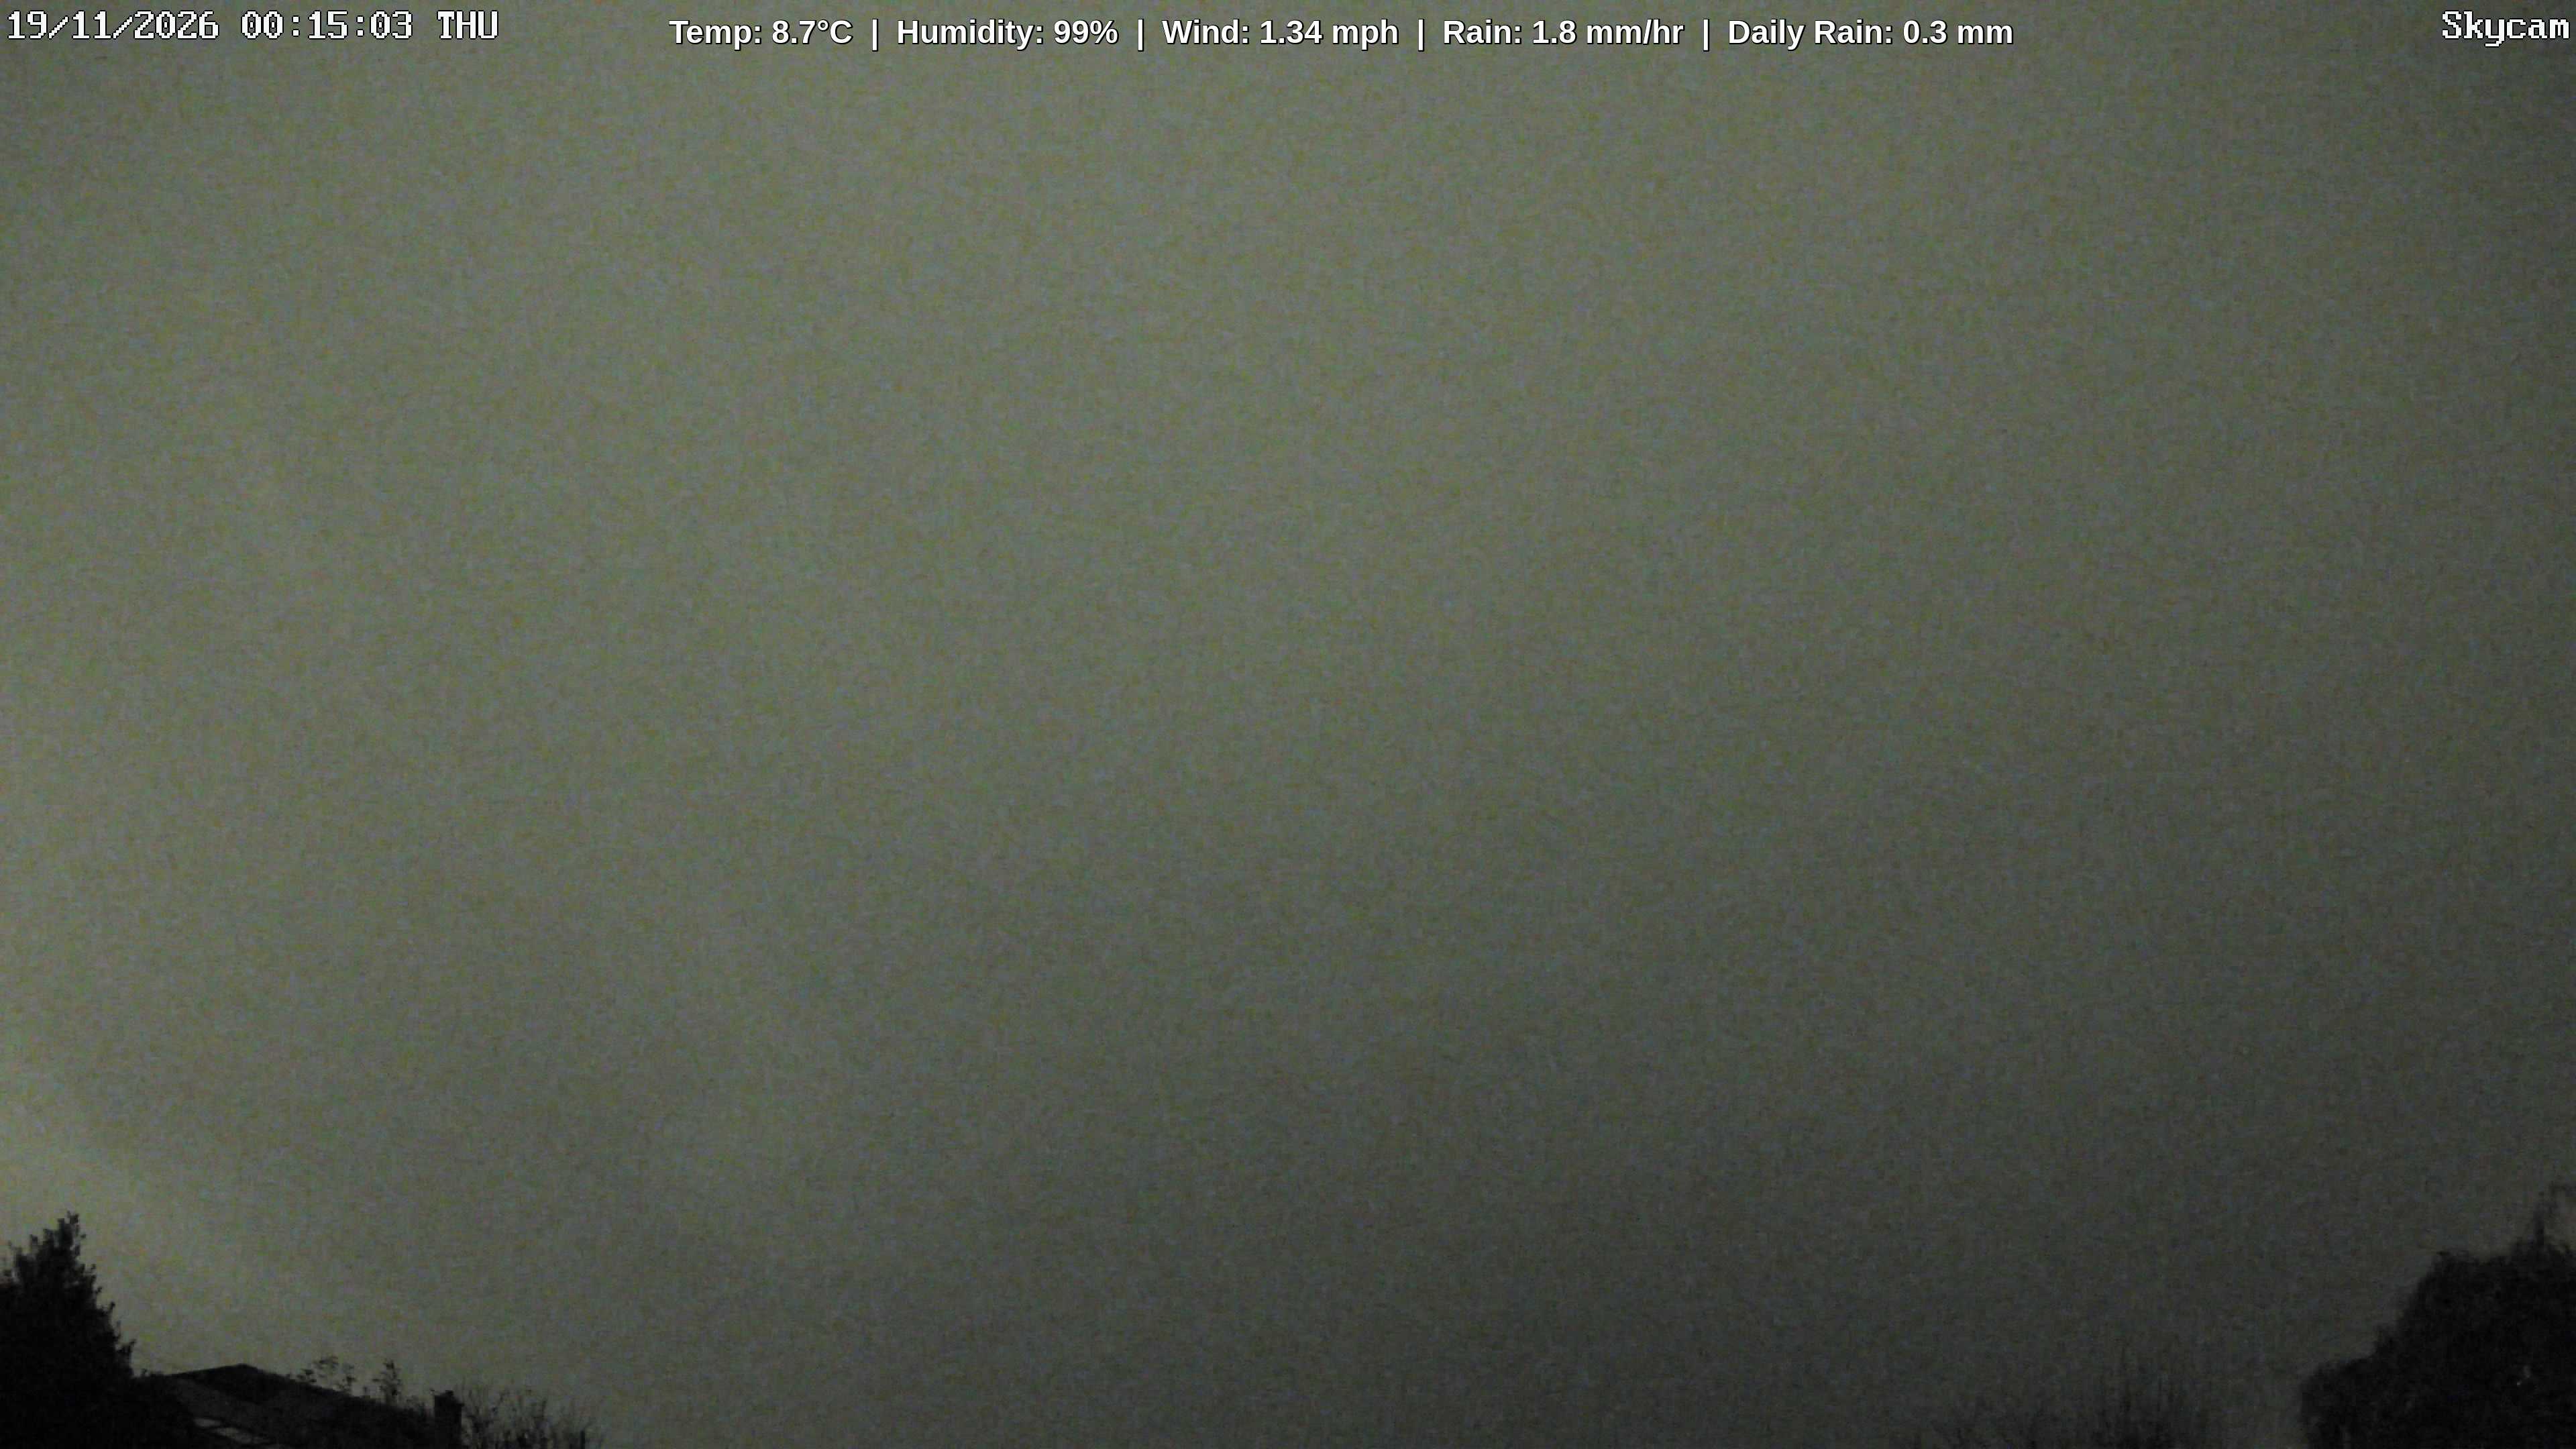 19/11/2026 00:15:03 THU
Temp: 8.7°C | Humidity: 99% | Wind: 1.34 mph | Rain: 1.8 mm/hr | Daily Rain: 0.3 mm
Skycam